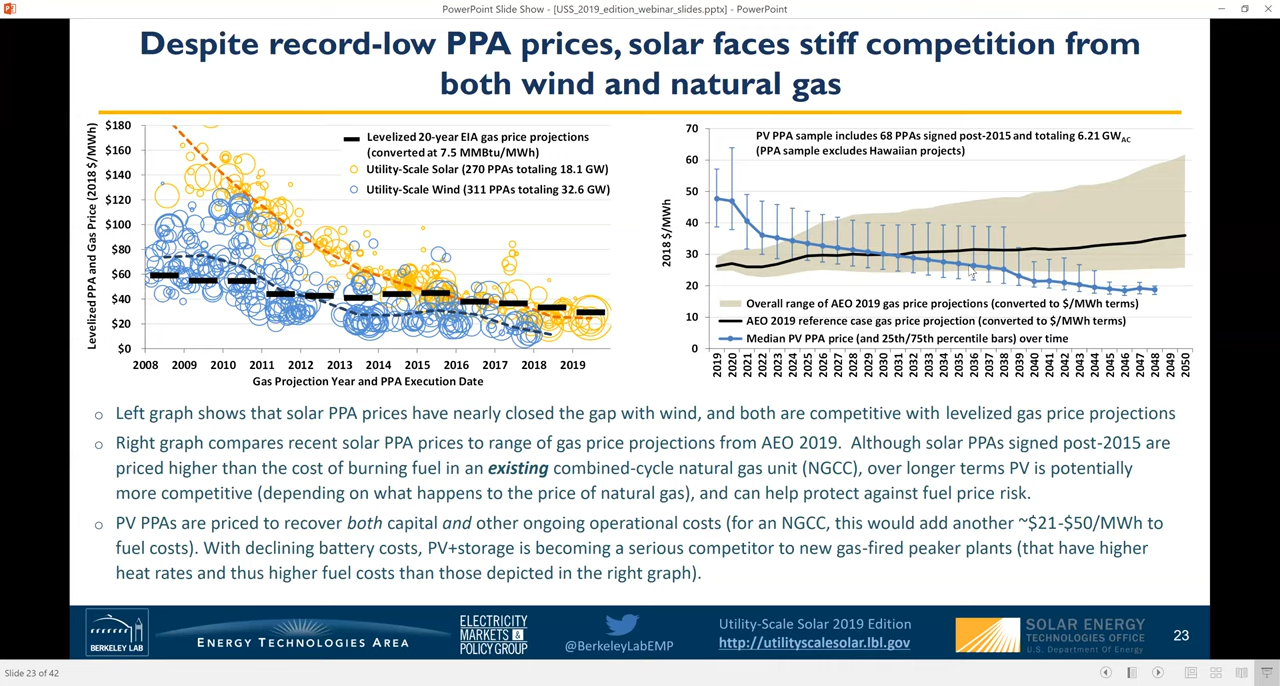 PowerPoint Slide Show - [USS_2019_edition_webinar_slides.pptx] - PowerPoint
Despite record-low PPA prices, solar faces stiff competition from
both wind and natural gas
Levelized PPA and Gas Price (2018 $/MWh)
$180
$160
$140
$120
$100
$80
$60
$40
$20
$0
Levelized 20-year EIA gas price projections
(converted at 7.5 MMBtu/MWh)
Utility-Scale Solar (270 PPAs totaling 18.1 GW)
Utility-Scale Wind (311 PPAs totaling 32.6 GW)
2008 2009 2010 2011 2012 2013 2014 2015 2016 2017 2018 2019
Gas Projection Year and PPA Execution Date
2018 $/MWh
70
60
50
40
30
20
10
0
PV PPA sample includes 68 PPAs signed post-2015 and totaling 6.21 GWAC
(PPA sample excludes Hawaiian projects)
Overall range of AEO 2019 gas price projections (converted to $/MWh terms)
AEO 2019 reference case gas price projection (converted to $/MWh terms)
Median PV PPA price (and 25th/75th percentile bars) over time
2019 2020 2021 2022 2023 2024 2025 2026 2027 2028 2029 2030 2031 2032 2033 2034 2035 2036 2037 2038 2039 2040 2041 2042 2043 2044 2045 2046 2047 2048 2049 2050
o Left graph shows that solar PPA prices have nearly closed the gap with wind, and both are competitive with levelized gas price projections
o Right graph compares recent solar PPA prices to range of gas price projections from AEO 2019. Although solar PPAs signed post-2015 are
priced higher than the cost of burning fuel in an existing combined-cycle natural gas unit (NGCC), over longer terms PV is potentially
more competitive (depending on what happens to the price of natural gas), and can help protect against fuel price risk.
o PV PPAs are priced to recover both capital and other ongoing operational costs (for an NGCC, this would add another ~$21-$50/MWh to
fuel costs). With declining battery costs, PV+storage is becoming a serious competitor to new gas-fired peaker plants (that have higher
heat rates and thus higher fuel costs than those depicted in the right graph).
BERKELEY LAB
ENERGY TECHNOLOGIES AREA
ELECTRICITY
MARKETS &
POLICY GROUP
@BerkeleyLabEMP
Utility-Scale Solar 2019 Edition
http://utilityscalesolar.lbl.gov
SOLAR ENERGY
TECHNOLOGIES OFFICE
U.S. Department Of Energy
23
Slide 23 of 42